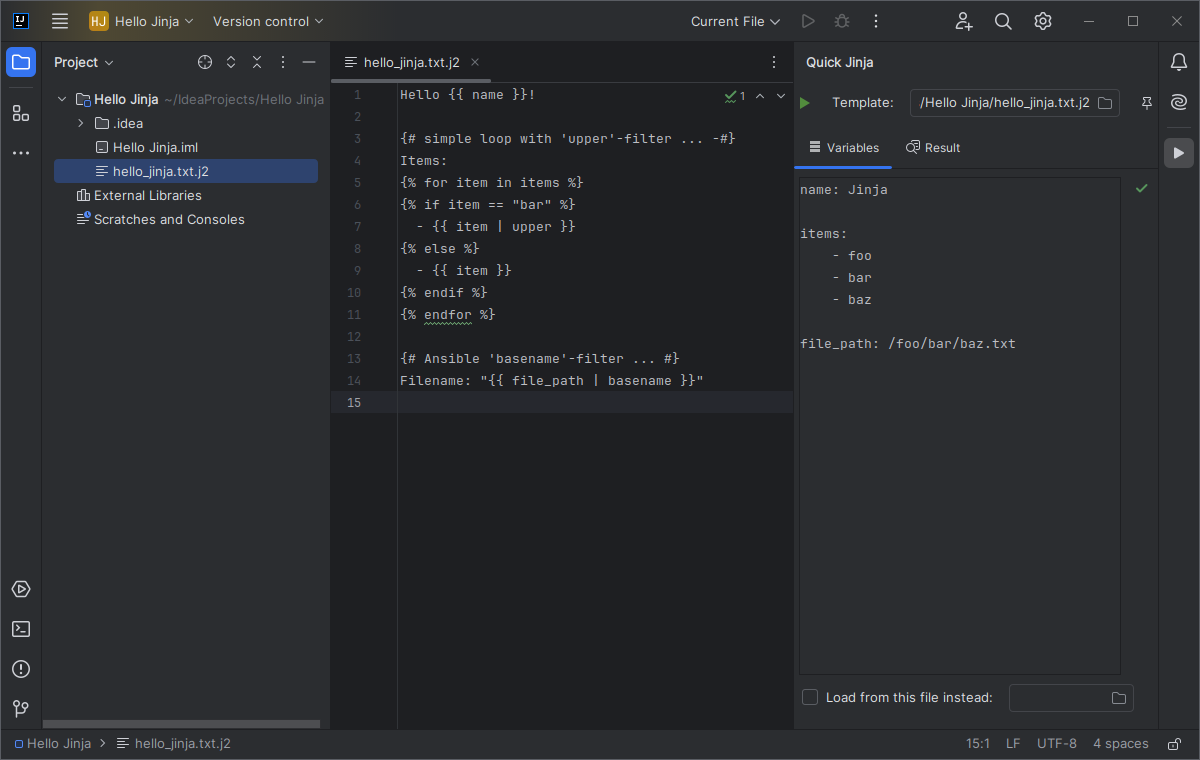 HJ Hello Jinja Version control Current File
Project
Hello Jinja ~/IdeaProjects/Hello Jinja
.idea
Hello Jinja.iml
hello_jinja.txt.j2
External Libraries
Scratches and Consoles
hello_jinja.txt.j2
1
1 Hello {{ name }}!
2
3 {# simple loop with 'upper'-filter ... -#}
4 Items:
5 {% for item in items %}
6 {% if item == "bar" %}
7   - {{ item | upper }}
8 {% else %}
9   - {{ item }}
10 {% endif %}
11 {% endfor %}
12
13 {# Ansible 'basename'-filter ... #}
14 Filename: "{{ file_path | basename }}"
15
Quick Jinja
Template: /Hello Jinja/hello_jinja.txt.j2
Variables Result
name: Jinja
items:
    - foo
    - bar
    - baz
file_path: /foo/bar/baz.txt
Load from this file instead:
Hello Jinja hello_jinja.txt.j2 15:1 LF UTF-8 4 spaces